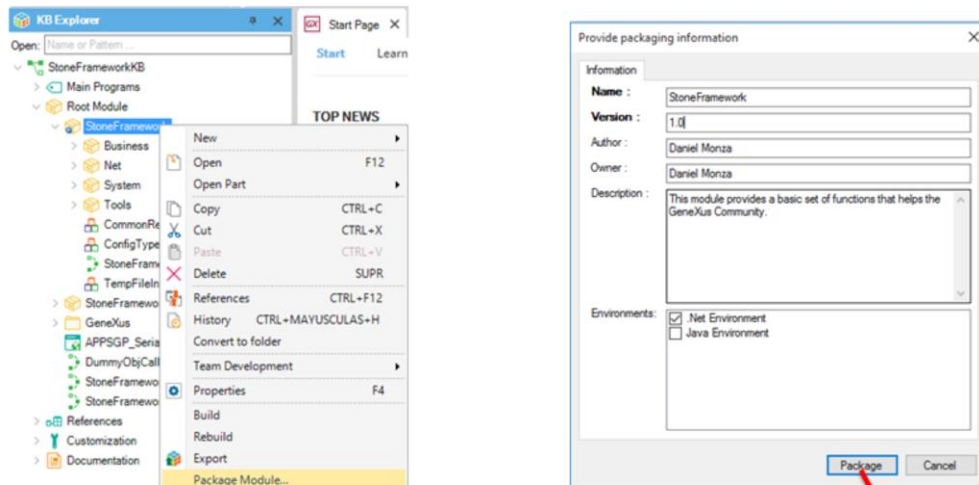 KB Explorer
Open: Name or Pattern ...
StoneFrameworkKB
Main Programs
Root Module
StoneFramework
Business
Net
System
Tools
CommonRe
ConfigType
StoneFram
TempFileIn
StoneFramewo
GeneXus
APPSGP_Seria
DummyObjCall
StoneFramewo
StoneFramewo
References
Customization
Documentation
New
Open F12
Open Part
Copy CTRL+C
Cut CTRL+X
Paste CTRL+V
Delete SUPR
References CTRL+F12
History CTRL+MAYUSCULAS+H
Convert to folder
Team Development
Properties F4
Build
Rebuild
Export
Package Module...
GX Start Page
Start Learn
TOP NEWS
Provide packaging information
Information
Name : StoneFramework
Version : 1.0
Author : Daniel Monza
Owner : Daniel Monza
Description : This module provides a basic set of functions that helps the
GeneXus Community.
Environments: .Net Environment
Java Environment
Package Cancel